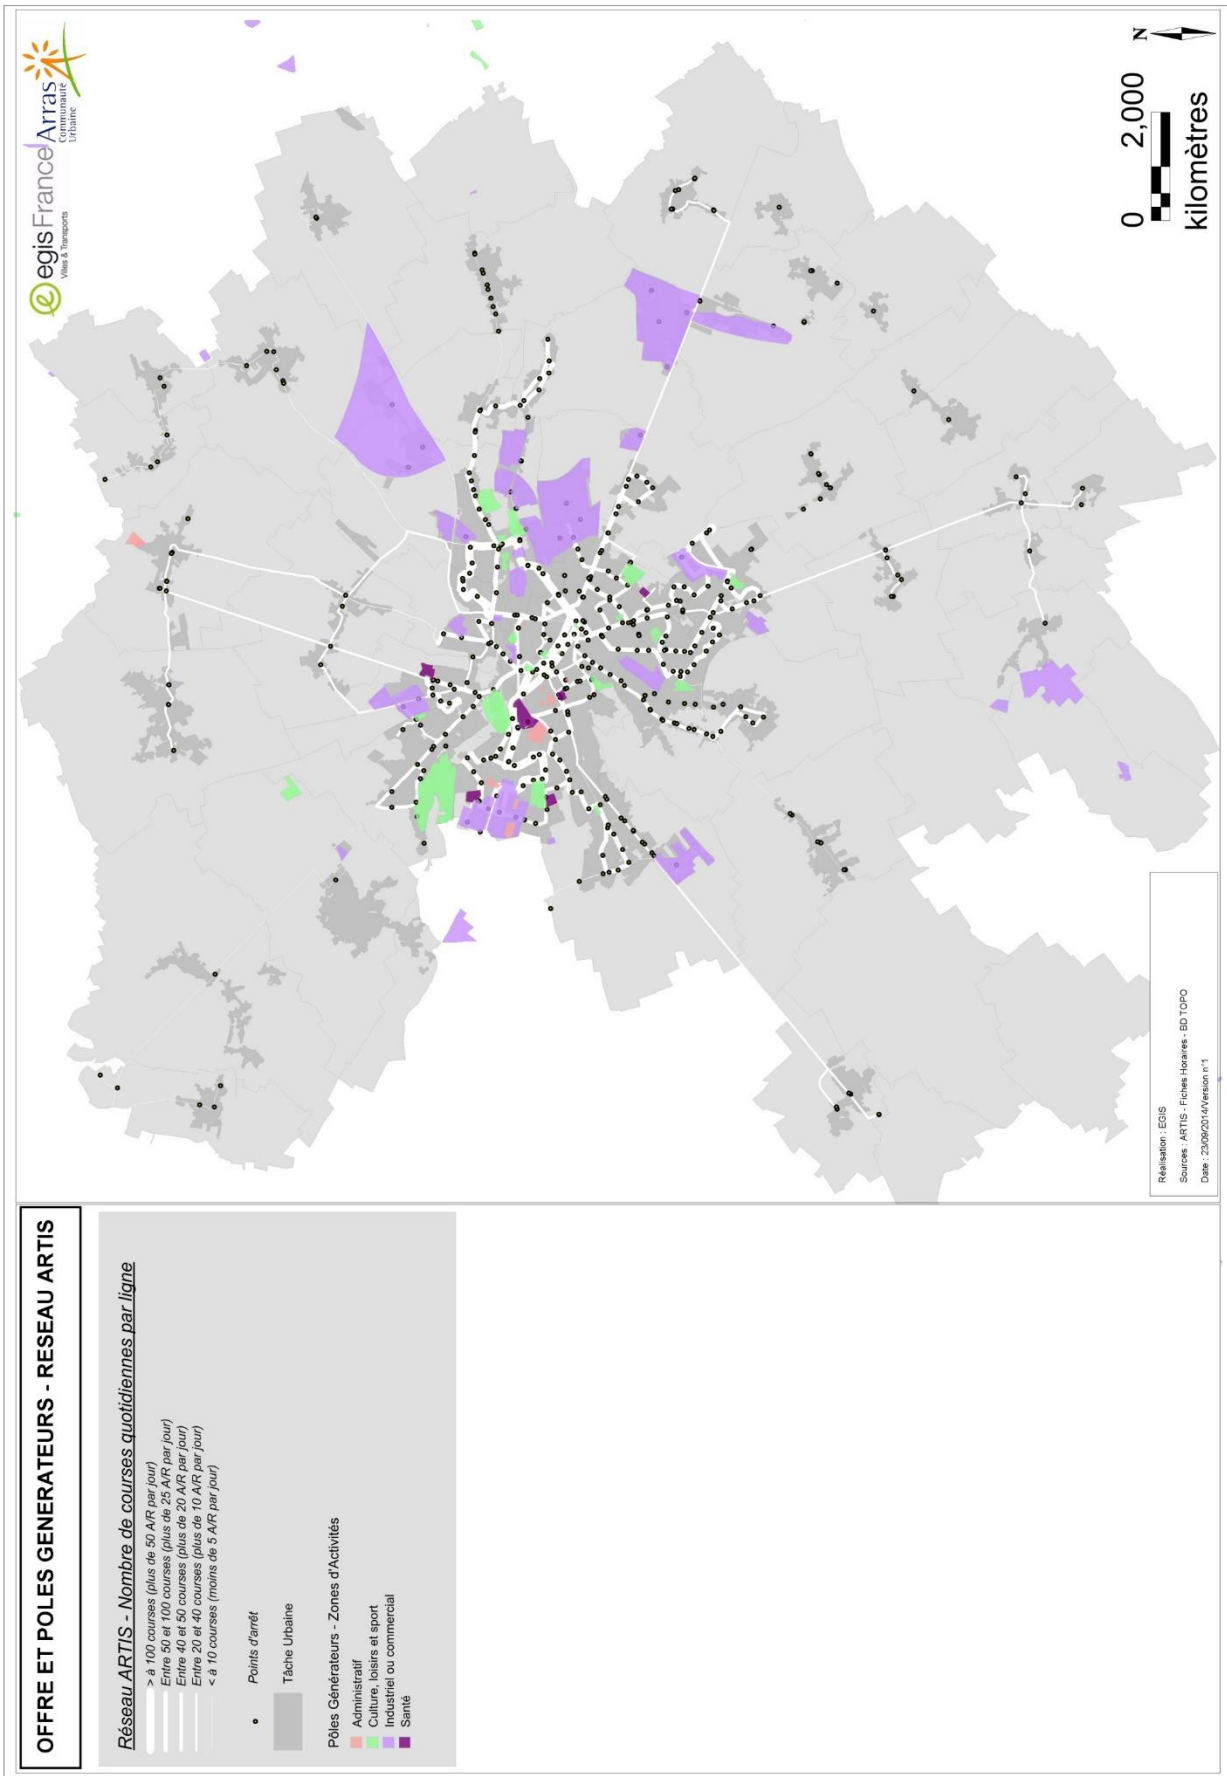 OFFRE ET POLES GENERATEURS - RESEAU ARTIS
Réseau ARTIS - Nombre de courses quotidiennes par ligne
> à 100 courses (plus de 50 A/R par jour)
Entre 50 et 100 courses (plus de 25 A/R par jour)
Entre 40 et 50 courses (plus de 20 A/R par jour)
Entre 20 et 40 courses (plus de 10 A/R par jour)
< à 10 courses (moins de 5 A/R par jour)
Points d'arrêt
Tâche Urbaine
Pôles Générateurs - Zones d'Activités
Administratif
Culture, loisirs et sport
Industriel ou commercial
Santé
egis France
Villes & Transports
Arras
Communauté
Urbaine
N
0 2,000
kilomètres
Réalisation : EGIS
Sources : ARTIS - Fiches Horaires - BD TOPO
Date : 23/09/2014/Version n°1